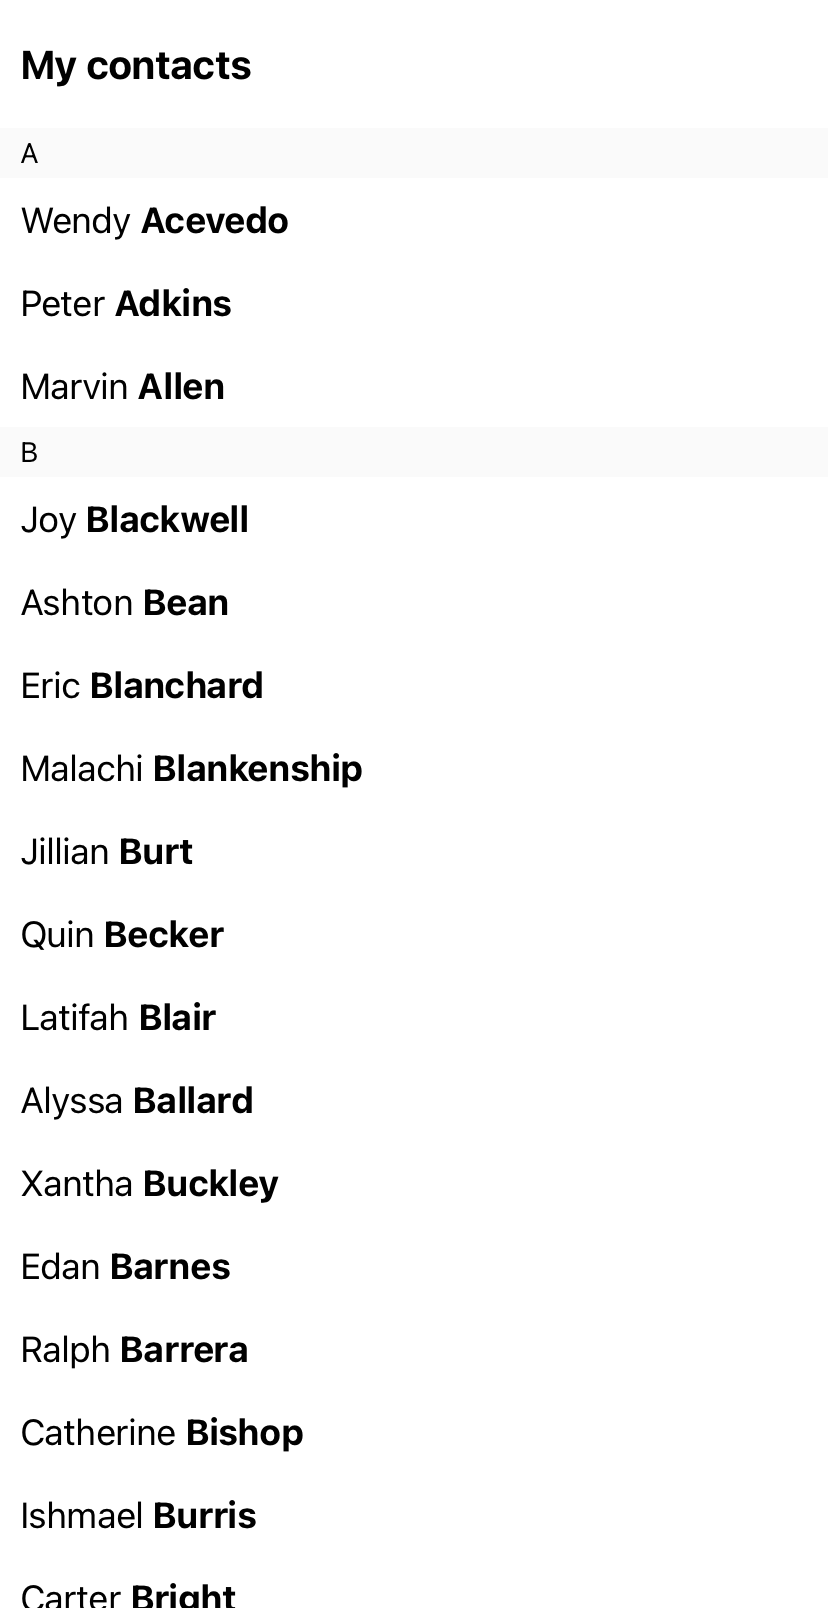 My contacts
A
Wendy Acevedo
Peter Adkins
Marvin Allen
B
Joy Blackwell
Ashton Bean
Eric Blanchard
Malachi Blankenship
Jillian Burt
Quin Becker
Latifah Blair
Alyssa Ballard
Xantha Buckley
Edan Barnes
Ralph Barrera
Catherine Bishop
Ishmael Burris
Carter Bright